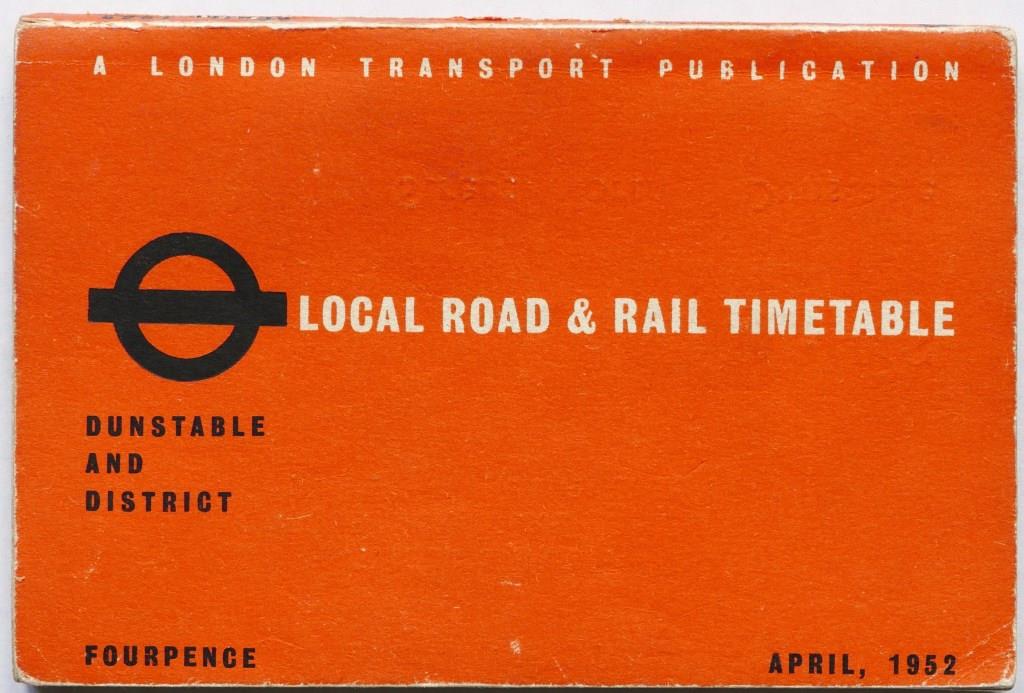 A LONDON TRANSPORT PUBLICATION
LOCAL ROAD & RAIL TIMETABLE
DUNSTABLE
AND
DISTRICT
FOURPENCE
APRIL, 1952